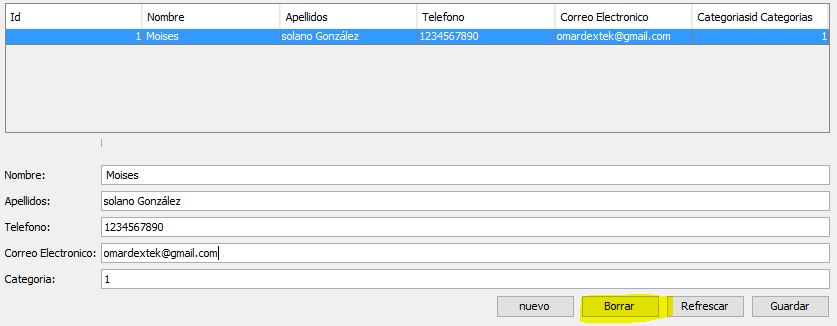 Id Nombre Apellidos Telefono Correo Electronico Categoriasid Categorias
1 Moises solano González 1234567890 omardextek@gmail.com 1
Nombre: Moises
Apellidos: solano González
Telefono: 1234567890
Correo Electronico: omardextek@gmail.com
Categoria: 1
nuevo Borrar Refrescar Guardar